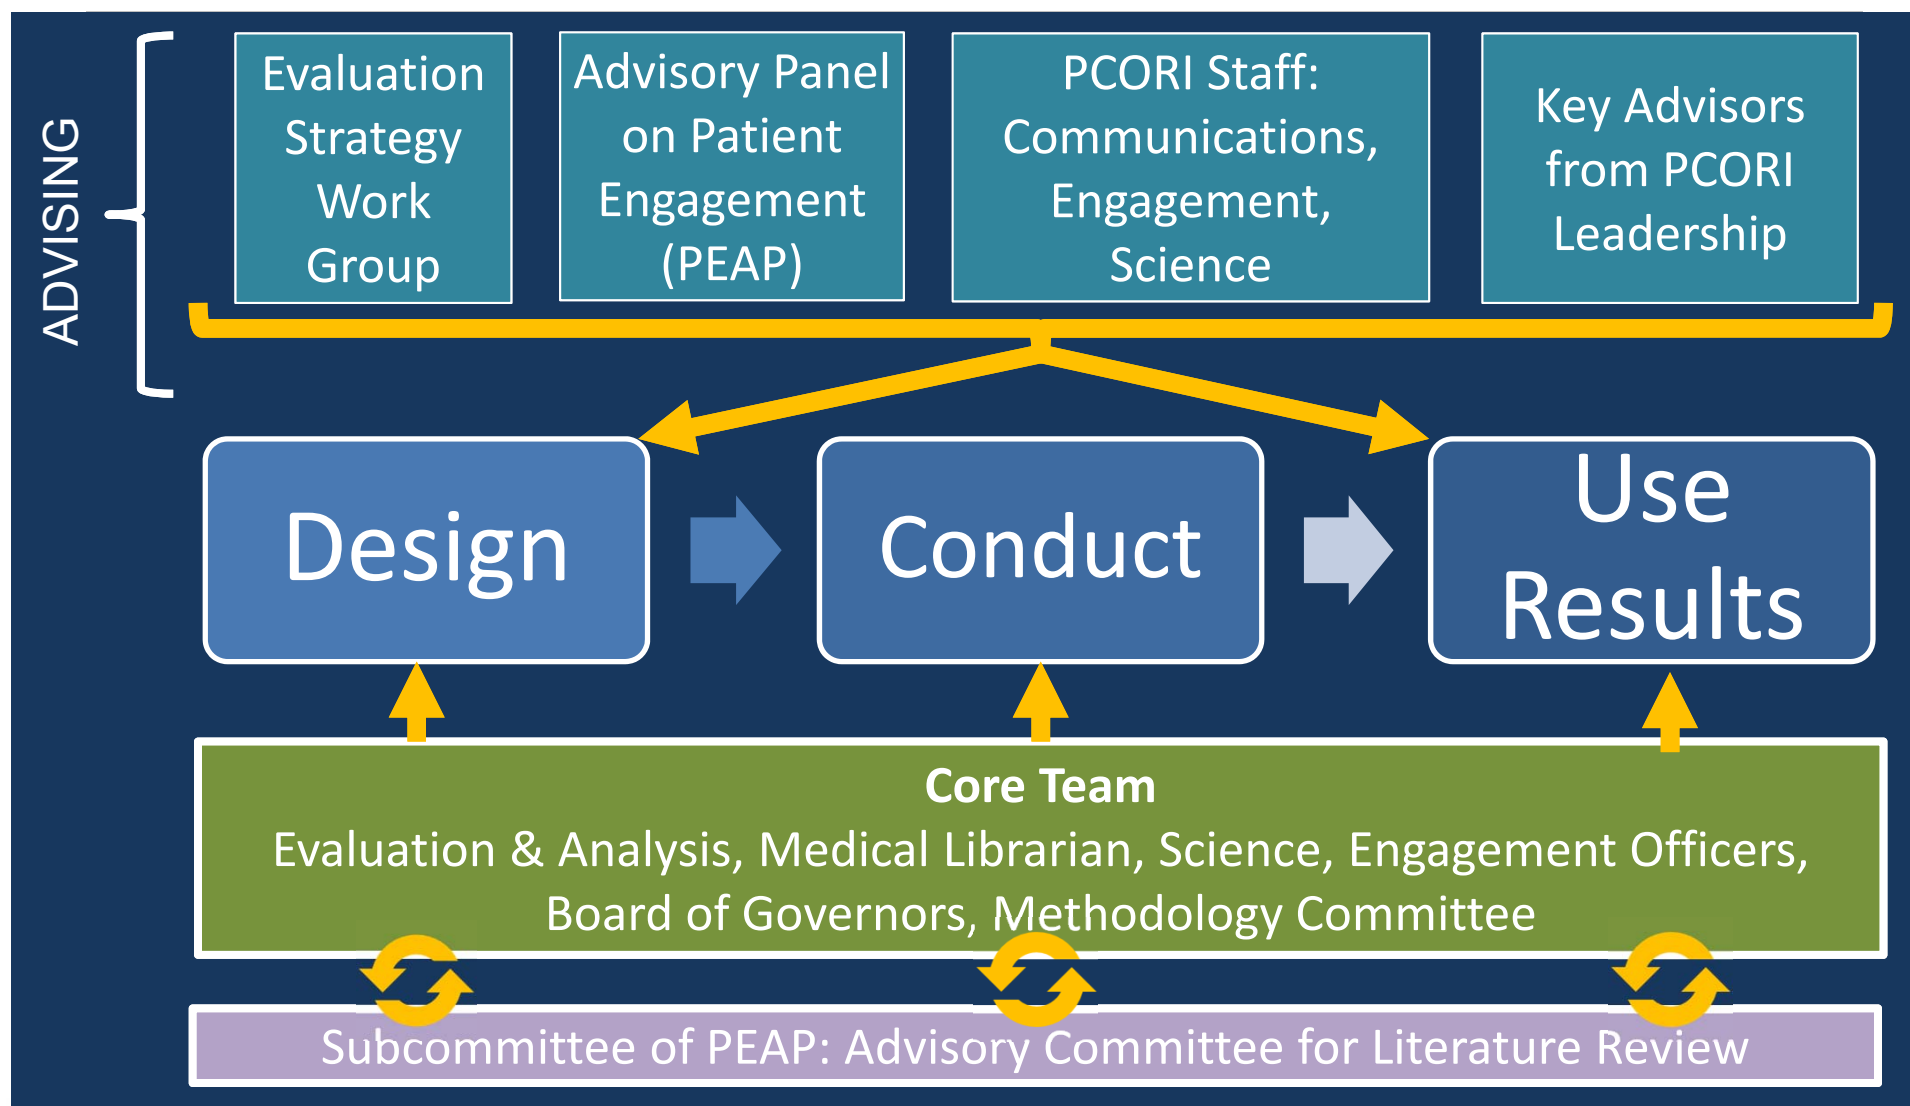 ADVISING
Evaluation
Strategy
Work
Group
Advisory Panel
on Patient
Engagement
(PEAP)
PCORI Staff:
Communications,
Engagement,
Science
Key Advisors
from PCORI
Leadership
Design
Conduct
Use
Results
Core Team
Evaluation & Analysis, Medical Librarian, Science, Engagement Officers,
Board of Governors, Methodology Committee
Subcommittee of PEAP: Advisory Committee for Literature Review